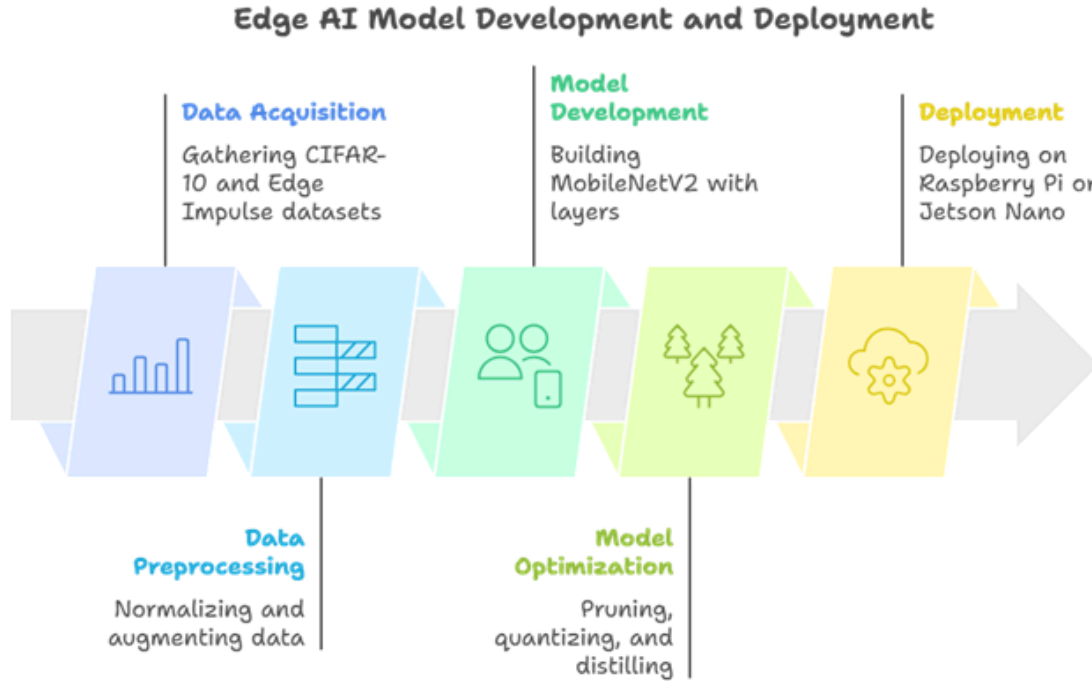 Edge AI Model Development and Deployment
Data Acquisition
Gathering CIFAR-
10 and Edge
Impulse datasets
Model
Development
Building
MobileNetV2 with
layers
Deployment
Deploying on
Raspberry Pi or
Jetson Nano
Data
Preprocessing
Normalizing and
augmenting data
Model
Optimization
Pruning,
quantizing, and
distilling